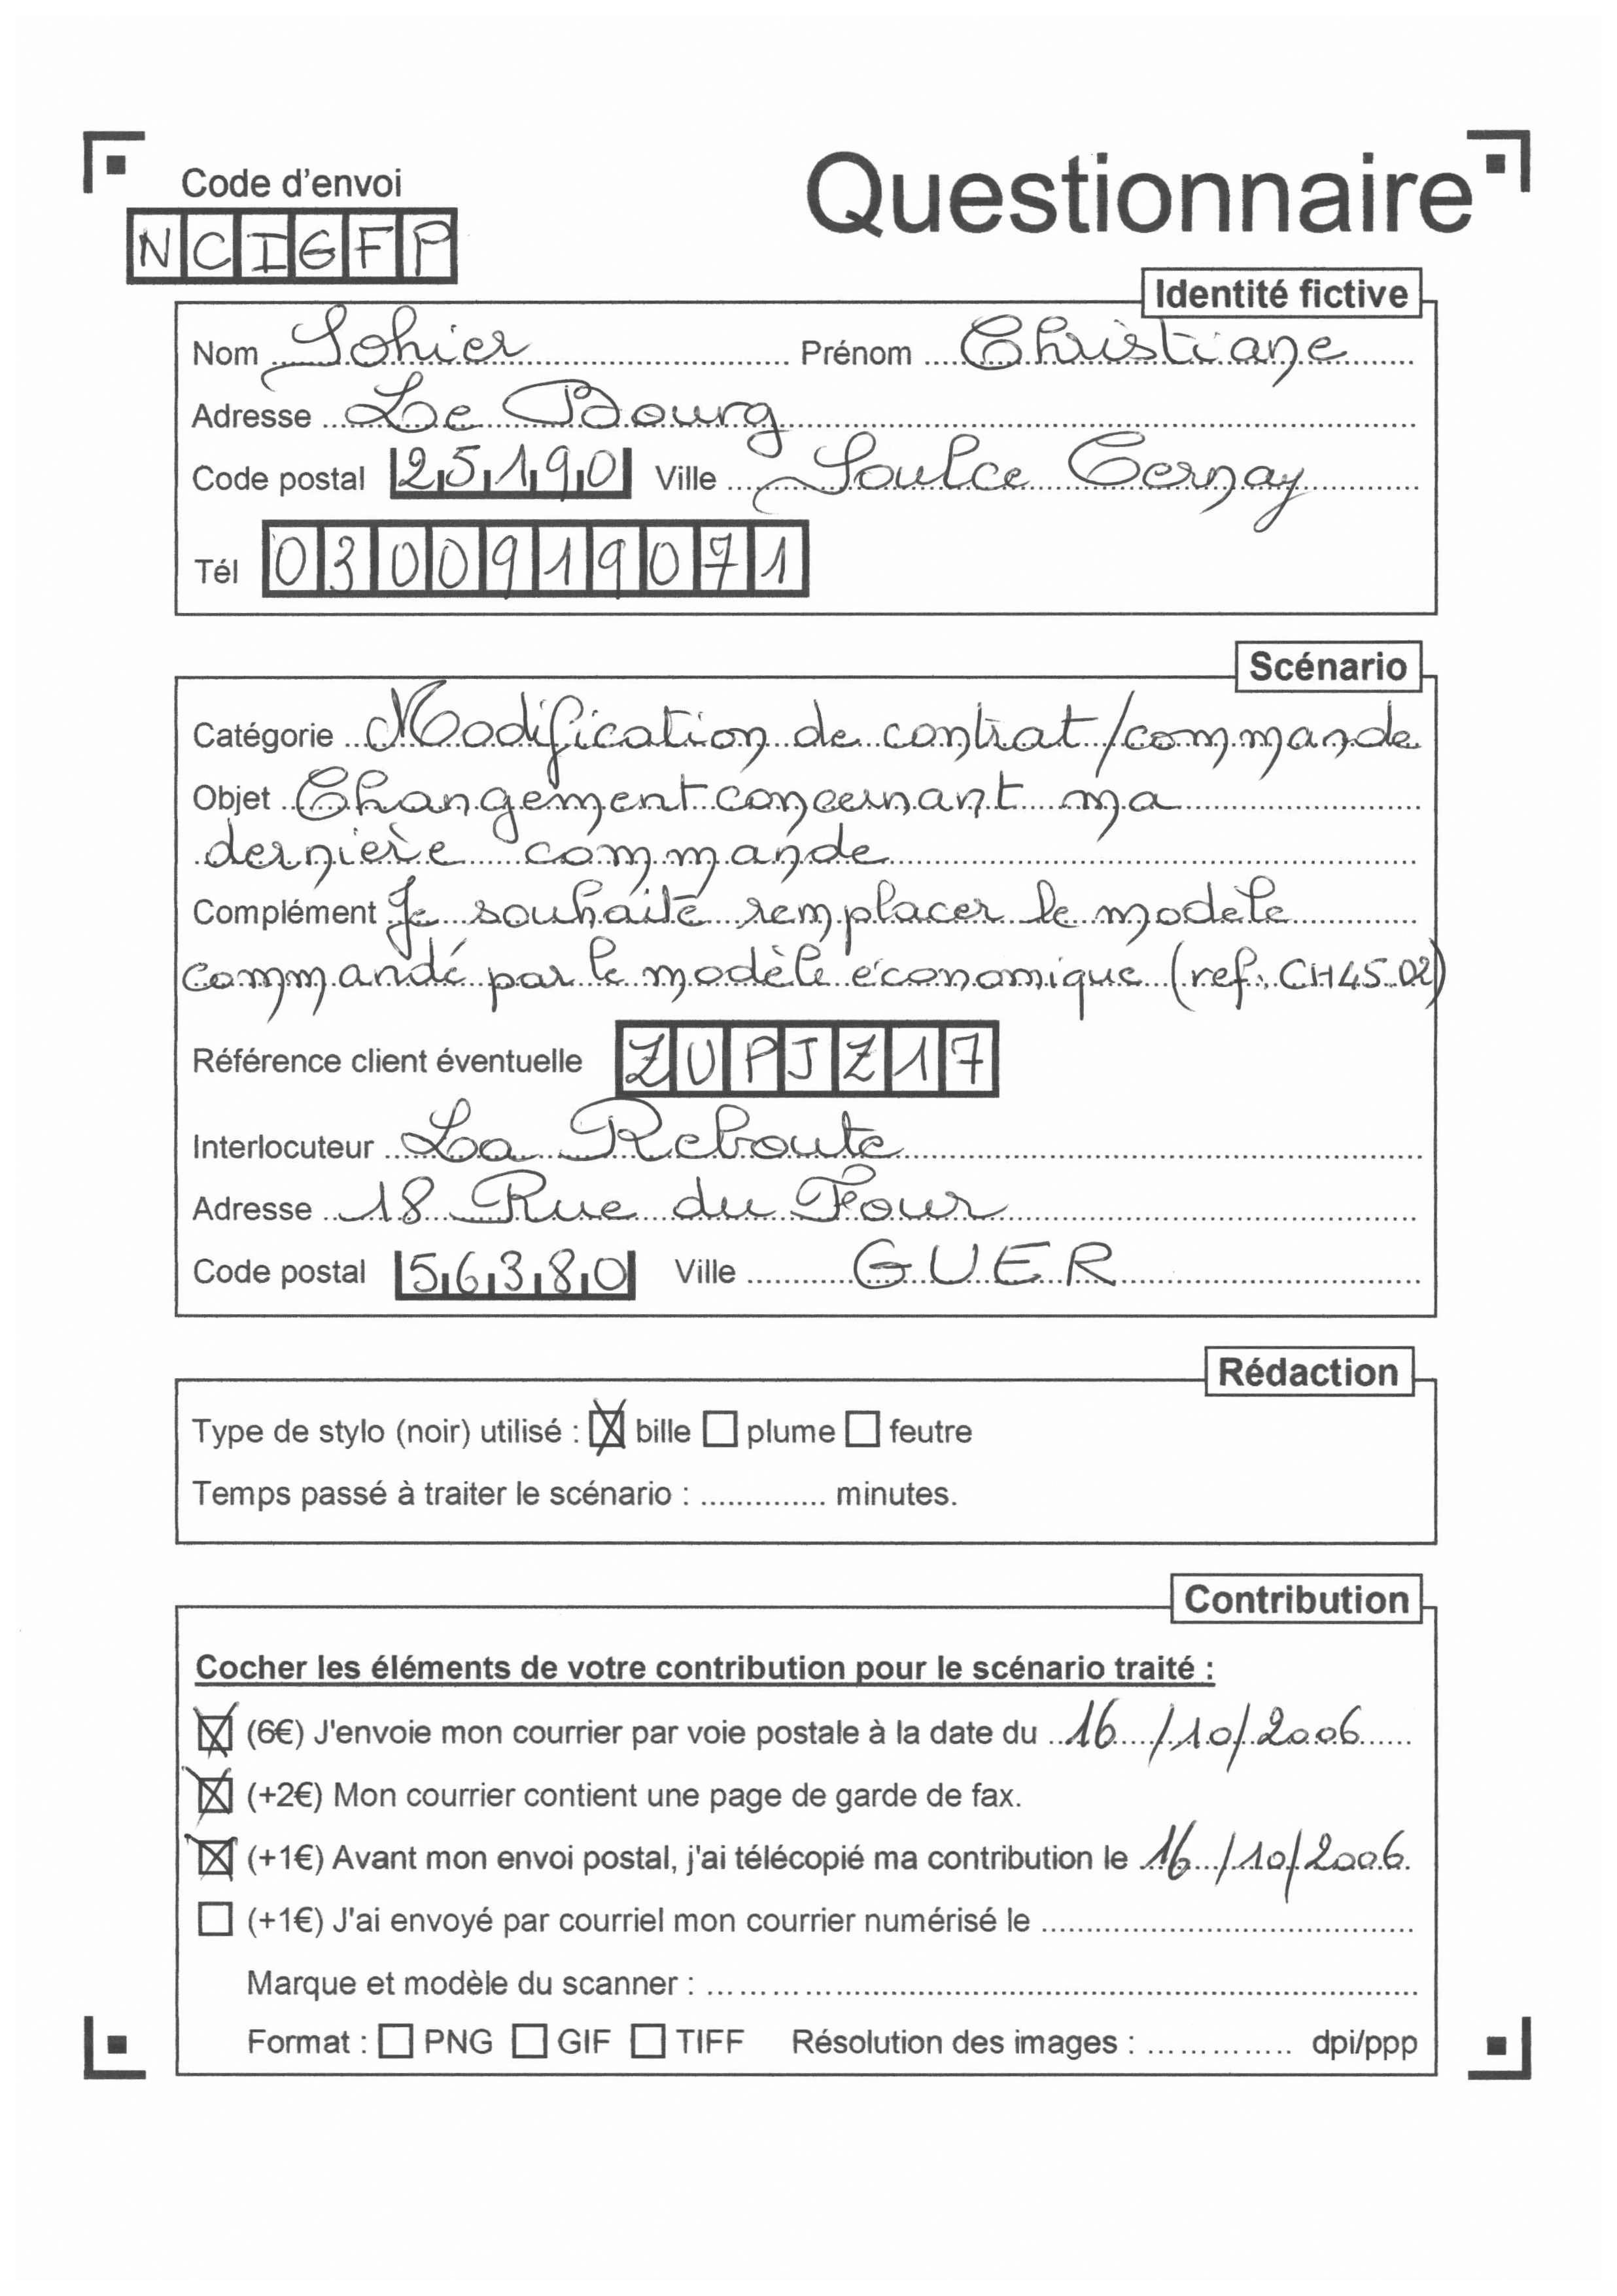 Code d'envoi
Questionnaire
NCIGFP
Identité fictive
Nom Sohier Prénom Christiane
Adresse Le Bourg
Code postal 25190 Ville Soulce Cernay
Tél 0300919071
Scénario
Catégorie Modification de contrat/commande
Objet Changement concernant ma
dernière commande
Complément Je souhaite remplacer le modèle
commandé par le modèle économique (ref: CH45.02)
Référence client éventuelle ZUPJZ17
Interlocuteur La Reboute
Adresse 18 Rue du Four
Code postal 56380 Ville GUER
Rédaction
Type de stylo (noir) utilisé : bille plume feutre
Temps passé à traiter le scénario : .............. minutes.
Contribution
Cocher les éléments de votre contribution pour le scénario traité :
(6€) J'envoie mon courrier par voie postale à la date du 16/10/2006
(+2€) Mon courrier contient une page de garde de fax.
(+1€) Avant mon envoi postal, j'ai télécopié ma contribution le 16/10/2006
(+1€) J'ai envoyé par courriel mon courrier numérisé le
Marque et modèle du scanner :
Format : PNG GIF TIFF Résolution des images : .............. dpi/ppp